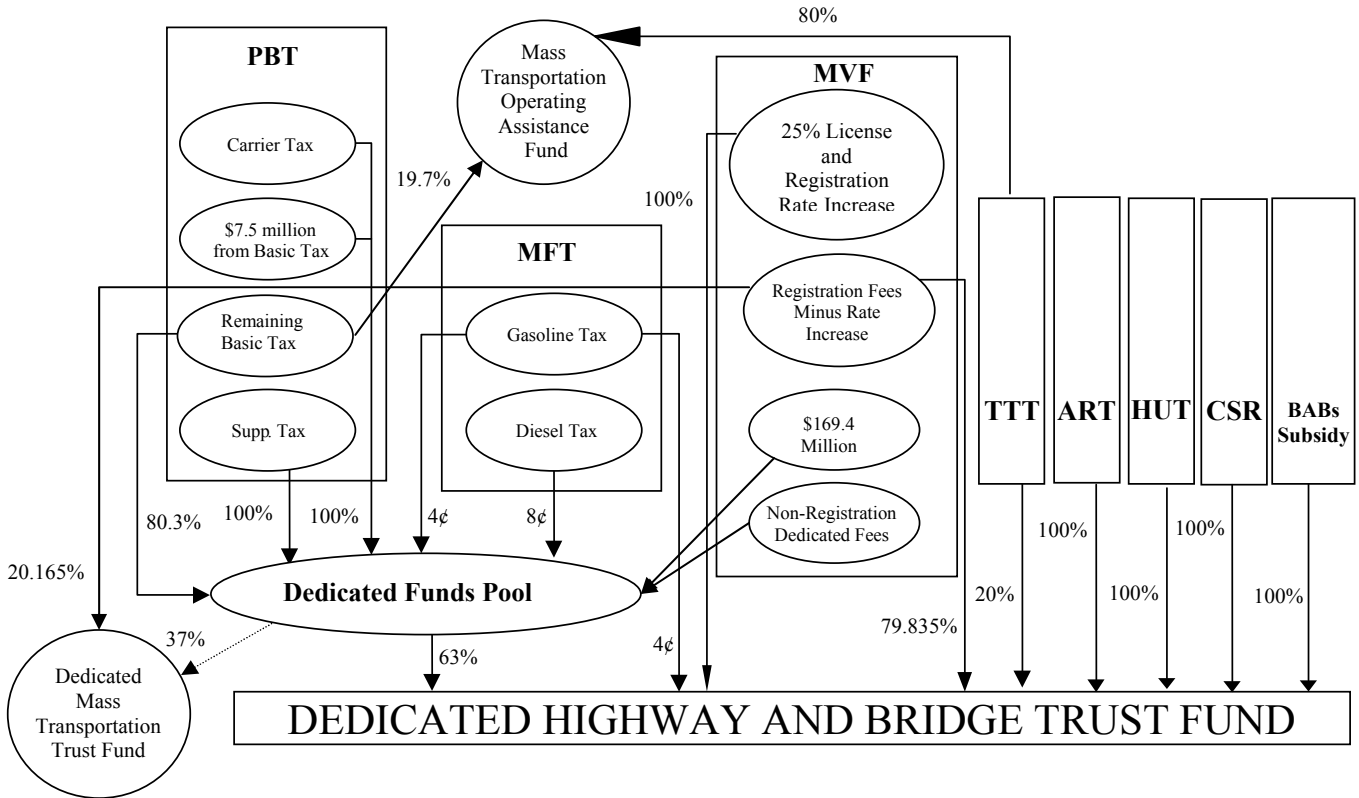 80%
PBT
Carrier Tax
$7.5 million
from Basic Tax
Remaining
Basic Tax
Supp. Tax
Mass
Transportation
Operating
Assistance
Fund
19.7%
MFT
Gasoline Tax
Diesel Tax
MVF
25% License
and
Registration
Rate Increase
100%
Registration Fees
Minus Rate
Increase
$169.4
Million
Non-Registration
Dedicated Fees
TTT
ART
HUT
CSR
BABs
Subsidy
80.3%
100%
100%
4¢
8¢
20.165%
Dedicated Funds Pool
37%
63%
4¢
79.835%
20%
100%
100%
100%
100%
Dedicated
Mass
Transportation
Trust Fund
DEDICATED HIGHWAY AND BRIDGE TRUST FUND